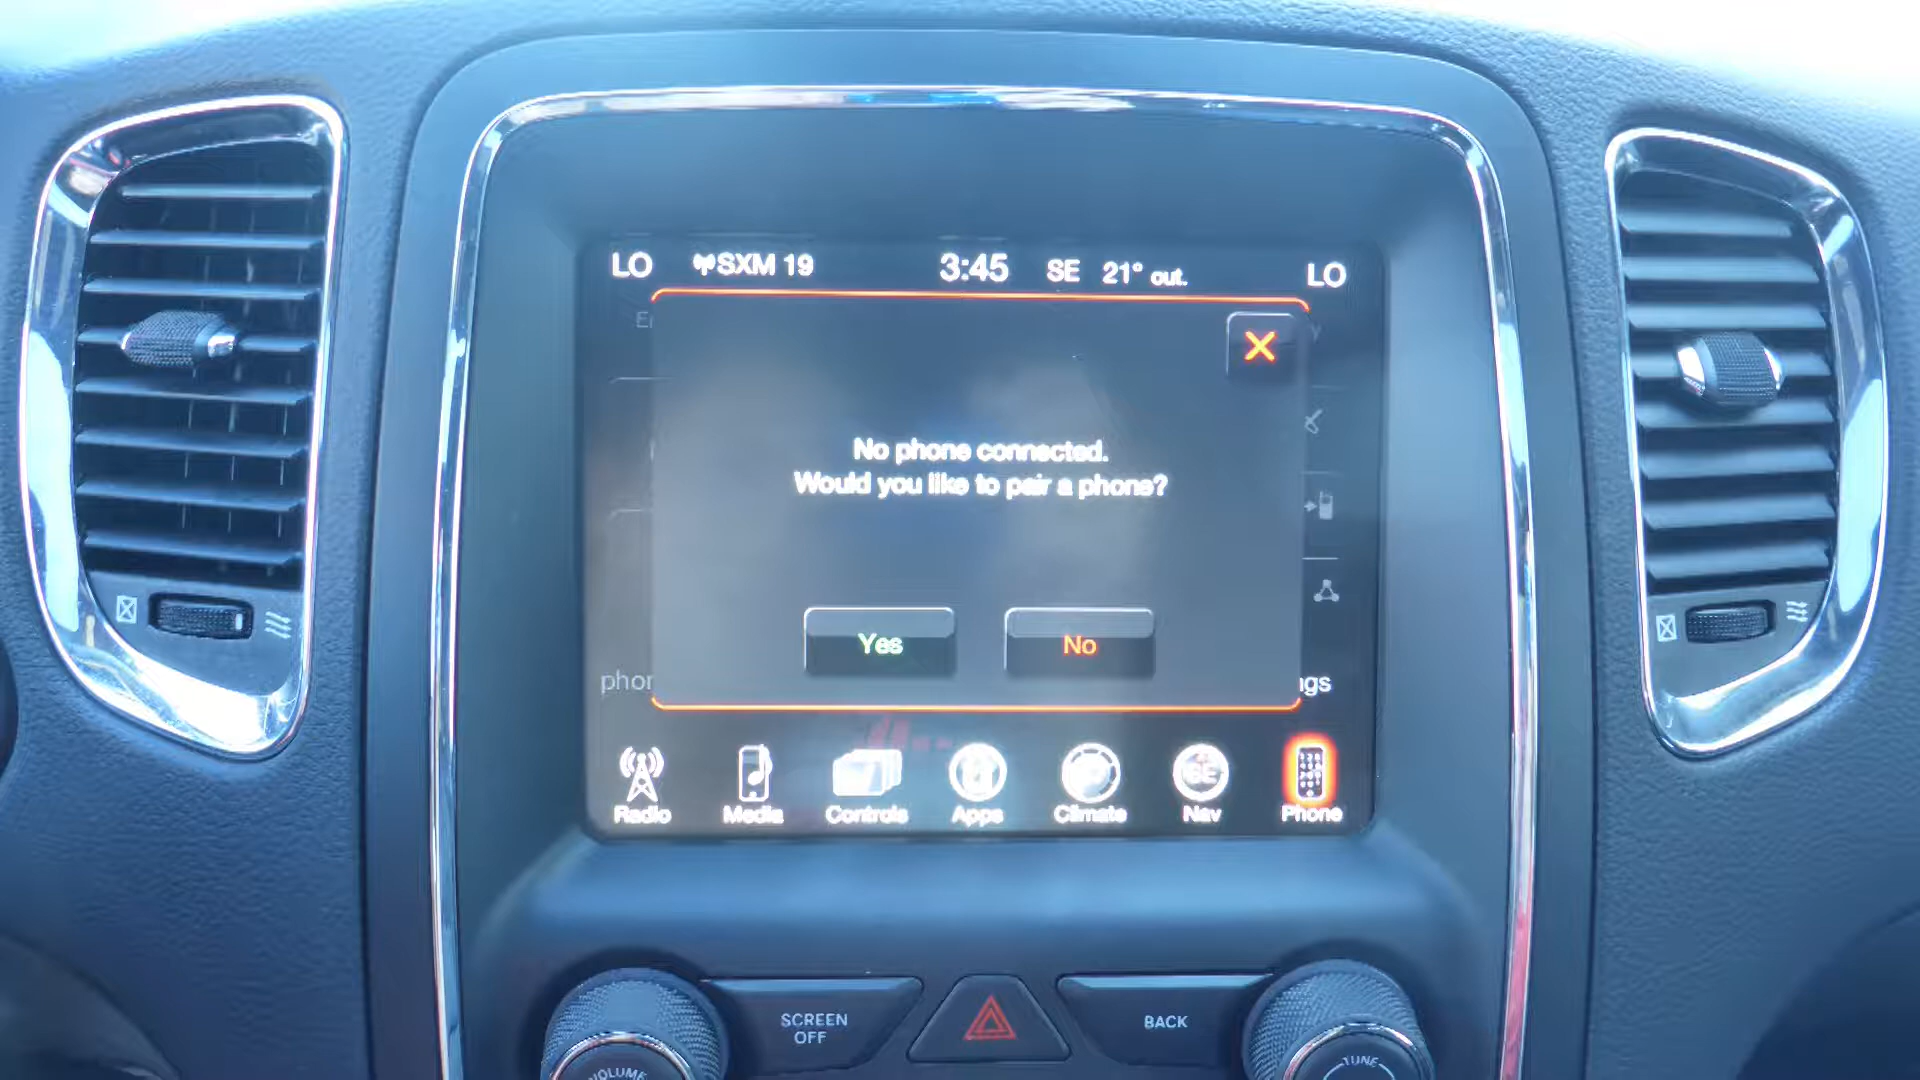 LO SXM 19 3:45 SE 21° out. LO
No phone connected.
Would you like to pair a phone?
Yes No
phon
ngs
Radio Media Controls Apps Climate Nav Phone
SCREEN
OFF
BACK
VOLUME
TUNE